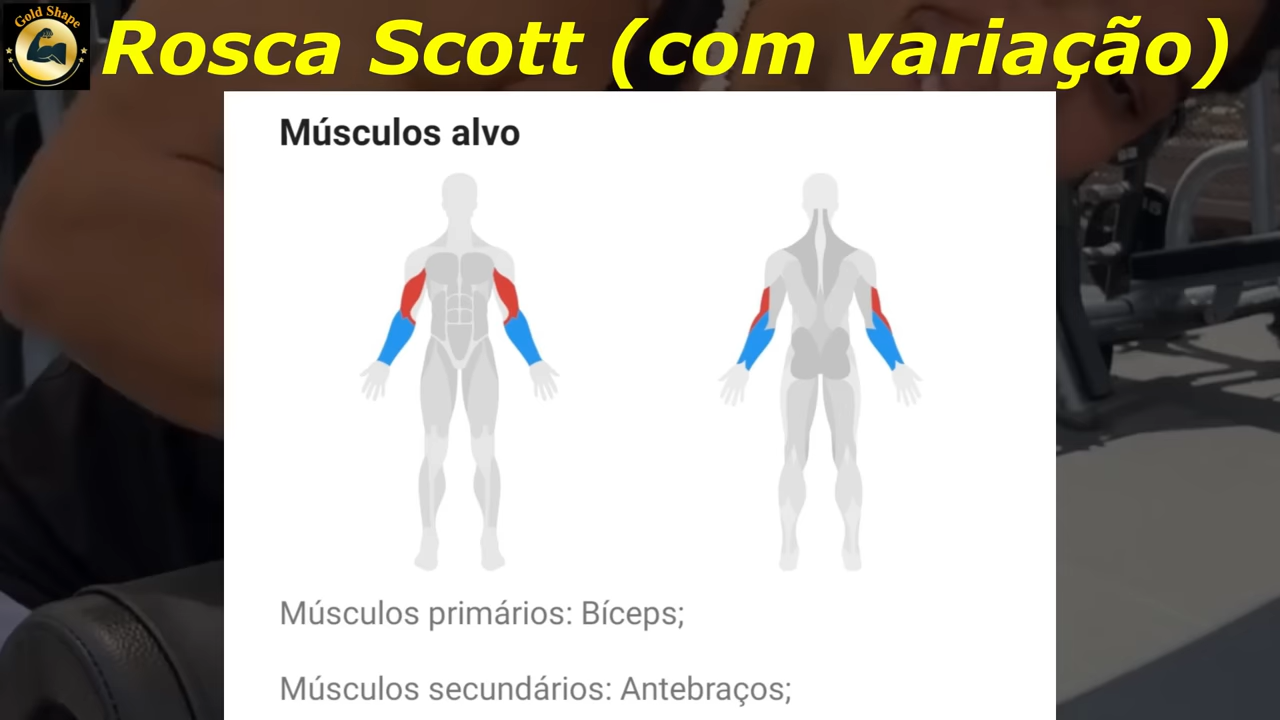 Gold Shape
Rosca Scott (com variação)
Músculos alvo
Músculos primários: Bíceps;
Músculos secundários: Antebraços;